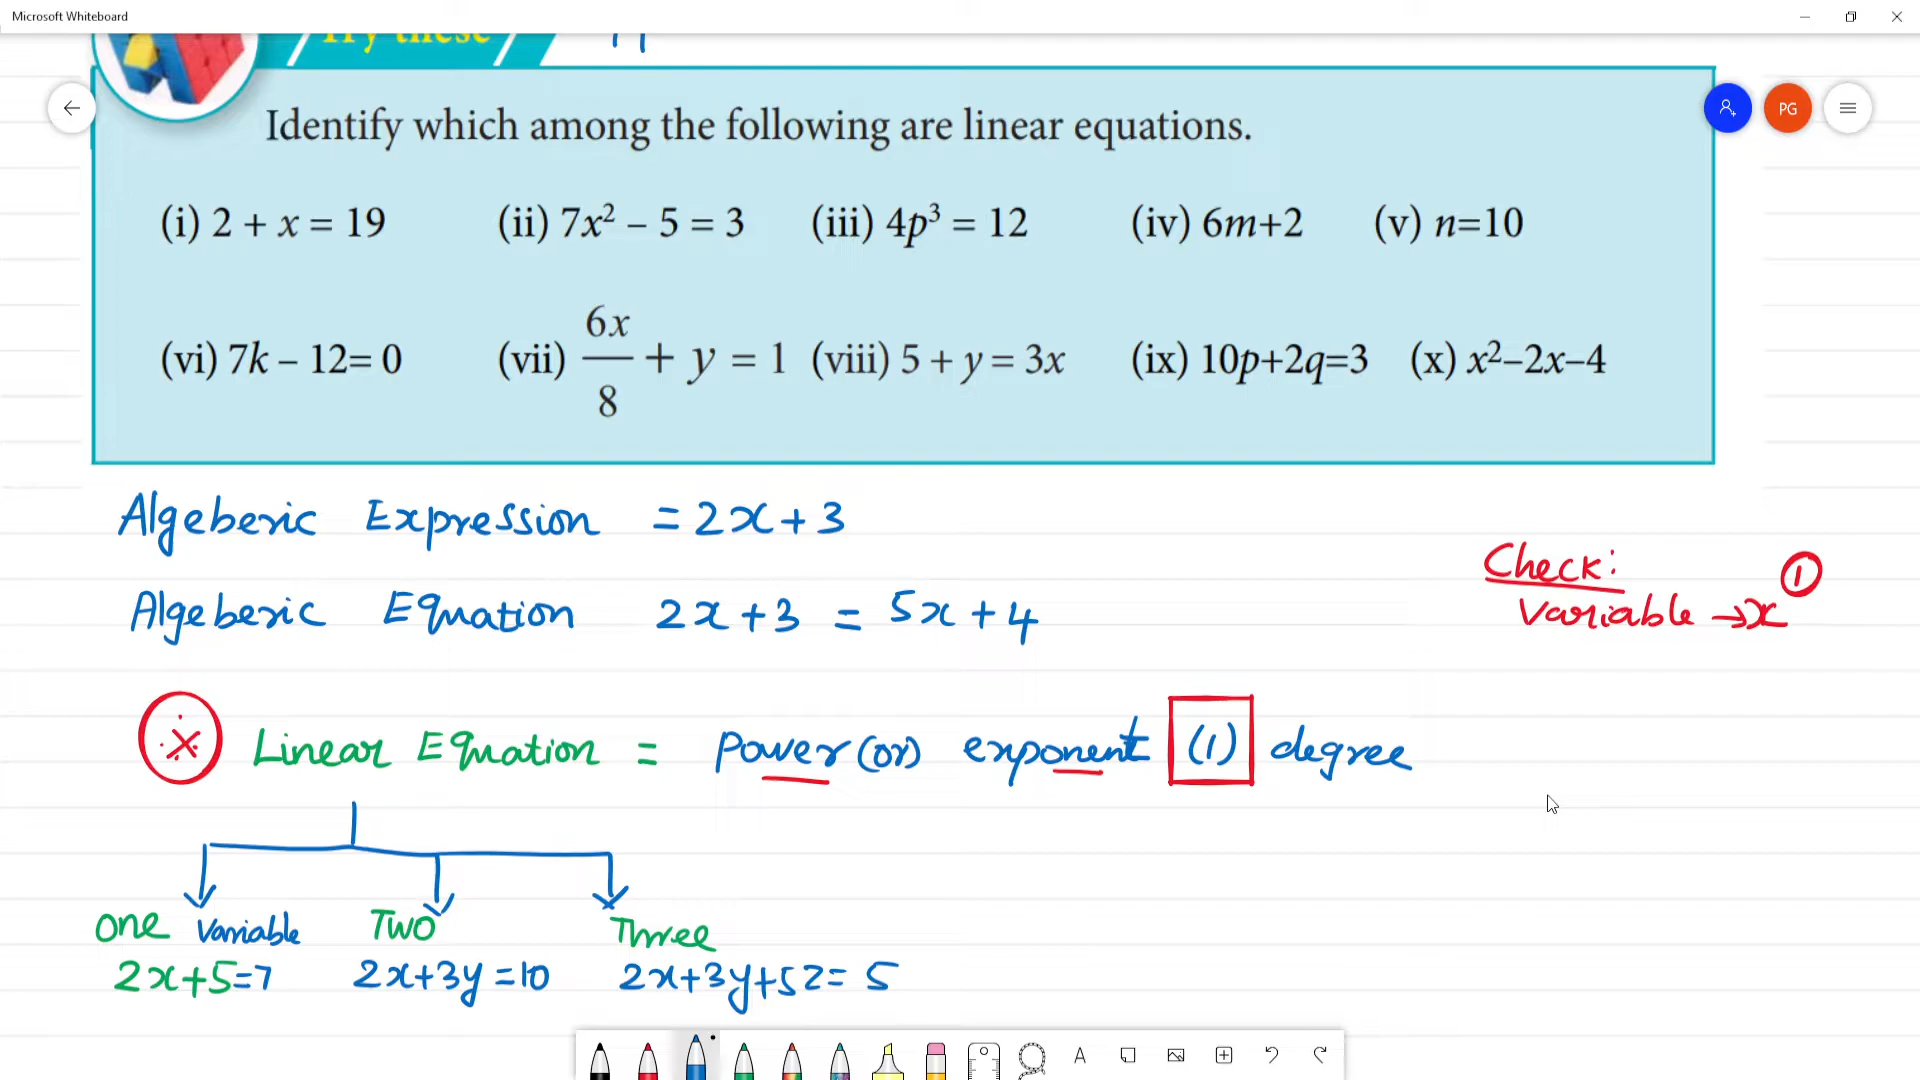 Microsoft Whiteboard
Try these
PG
Identify which among the following are linear equations.
(i) 2 + x = 19 (ii) 7x² – 5 = 3 (iii) 4p³ = 12 (iv) 6m+2 (v) n=10
(vi) 7k – 12= 0 (vii) 6x/8 + y = 1 (viii) 5 + y = 3x (ix) 10p+2q=3 (x) x²–2x–4
Algeberic Expression = 2x+3
Algeberic Equation 2x+3 = 5x+4
Check:
Variable → x ①
Linear Equation = Power (or) exponent (1) degree
One Variable Two Three
2x+5=7 2x+3y=10 2x+3y+5z=5